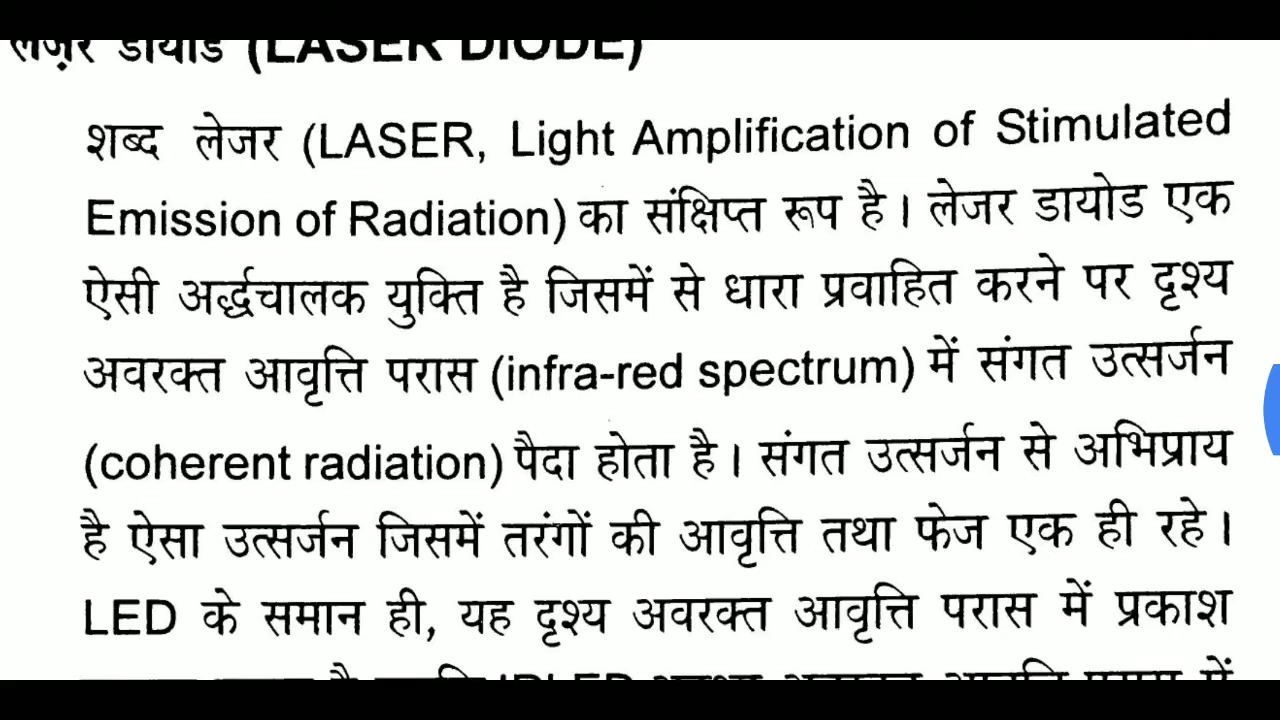 लेज़र डायोड (LASER DIODE)
शब्द लेजर (LASER, Light Amplification of Stimulated
Emission of Radiation) का संक्षिप्त रूप है। लेजर डायोड एक
ऐसी अर्द्धचालक युक्ति है जिसमें से धारा प्रवाहित करने पर दृश्य
अवरक्त आवृत्ति परास (infra-red spectrum) में संगत उत्सर्जन
(coherent radiation) पैदा होता है। संगत उत्सर्जन से अभिप्राय
है ऐसा उत्सर्जन जिसमें तरंगों की आवृत्ति तथा फेज एक ही रहे।
LED के समान ही, यह दृश्य अवरक्त आवृत्ति परास में प्रकाश